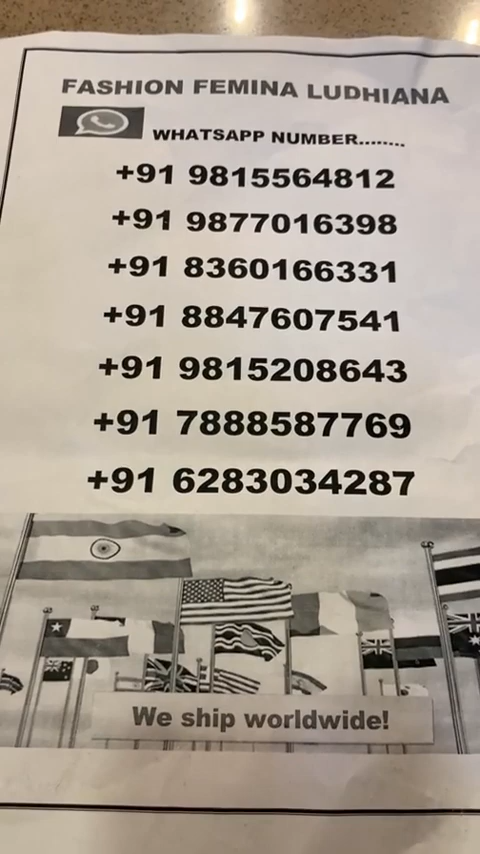 FASHION FEMINA LUDHIANA
WHATSAPP NUMBER........
+91 9815564812
+91 9877016398
+91 8360166331
+91 8847607541
+91 9815208643
+91 7888587769
+91 6283034287
We ship worldwide!